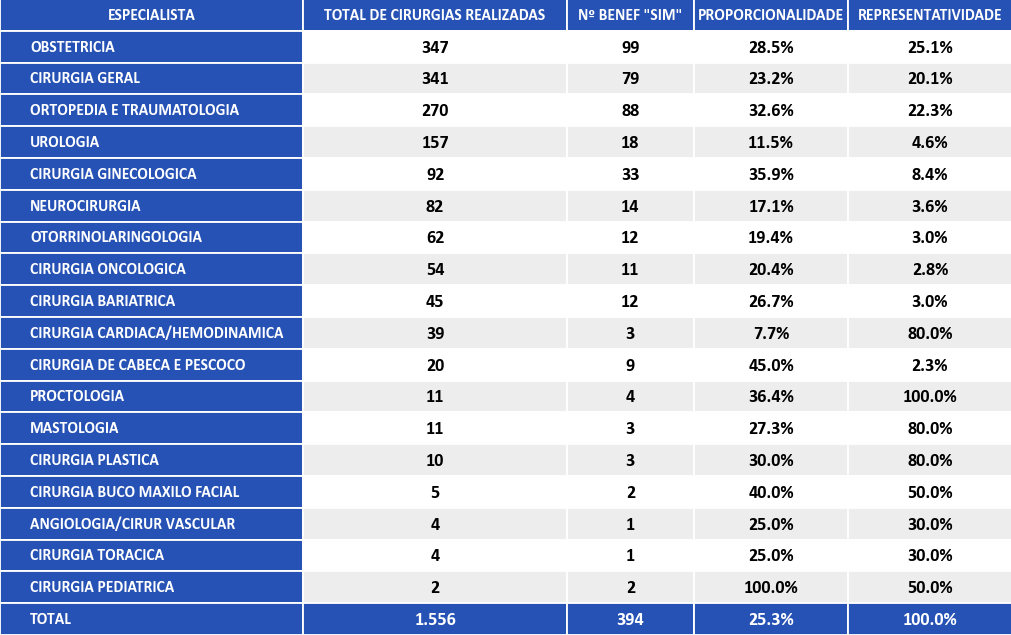 ESPECIALISTA TOTAL DE CIRURGIAS REALIZADAS Nº BENEF "SIM" PROPORCIONALIDADE REPRESENTATIVIDADE
OBSTETRICIA 347 99 28.5% 25.1%
CIRURGIA GERAL 341 79 23.2% 20.1%
ORTOPEDIA E TRAUMATOLOGIA 270 88 32.6% 22.3%
UROLOGIA 157 18 11.5% 4.6%
CIRURGIA GINECOLOGICA 92 33 35.9% 8.4%
NEUROCIRURGIA 82 14 17.1% 3.6%
OTORRINOLARINGOLOGIA 62 12 19.4% 3.0%
CIRURGIA ONCOLOGICA 54 11 20.4% 2.8%
CIRURGIA BARIATRICA 45 12 26.7% 3.0%
CIRURGIA CARDIACA/HEMODINAMICA 39 3 7.7% 80.0%
CIRURGIA DE CABECA E PESCOCO 20 9 45.0% 2.3%
PROCTOLOGIA 11 4 36.4% 100.0%
MASTOLOGIA 11 3 27.3% 80.0%
CIRURGIA PLASTICA 10 3 30.0% 80.0%
CIRURGIA BUCO MAXILO FACIAL 5 2 40.0% 50.0%
ANGIOLOGIA/CIRUR VASCULAR 4 1 25.0% 30.0%
CIRURGIA TORACICA 4 1 25.0% 30.0%
CIRURGIA PEDIATRICA 2 2 100.0% 50.0%
TOTAL 1.556 394 25.3% 100.0%